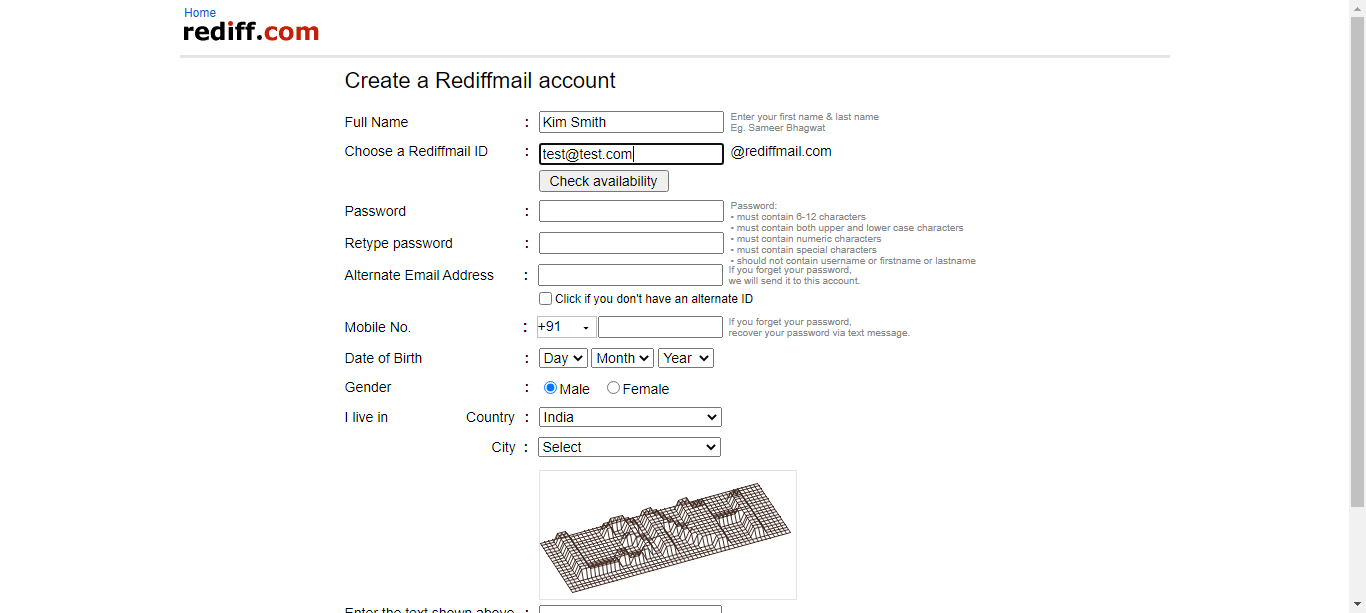 Home
rediff.com
Create a Rediffmail account
Full Name : Kim Smith Enter your first name & last name
Eg. Sameer Bhagwat
Choose a Rediffmail ID : test@test.com @rediffmail.com
Check availability
Password : Password:
• must contain 6-12 characters
• must contain both upper and lower case characters
Retype password : • must contain numeric characters
• must contain special characters
• should not contain username or firstname or lastname
Alternate Email Address : If you forget your password,
we will send it to this account.
Click if you don't have an alternate ID
Mobile No. : +91 If you forget your password,
recover your password via text message.
Date of Birth : Day Month Year
Gender : Male Female
I live in Country : India
City : Select
Enter the text shown above :